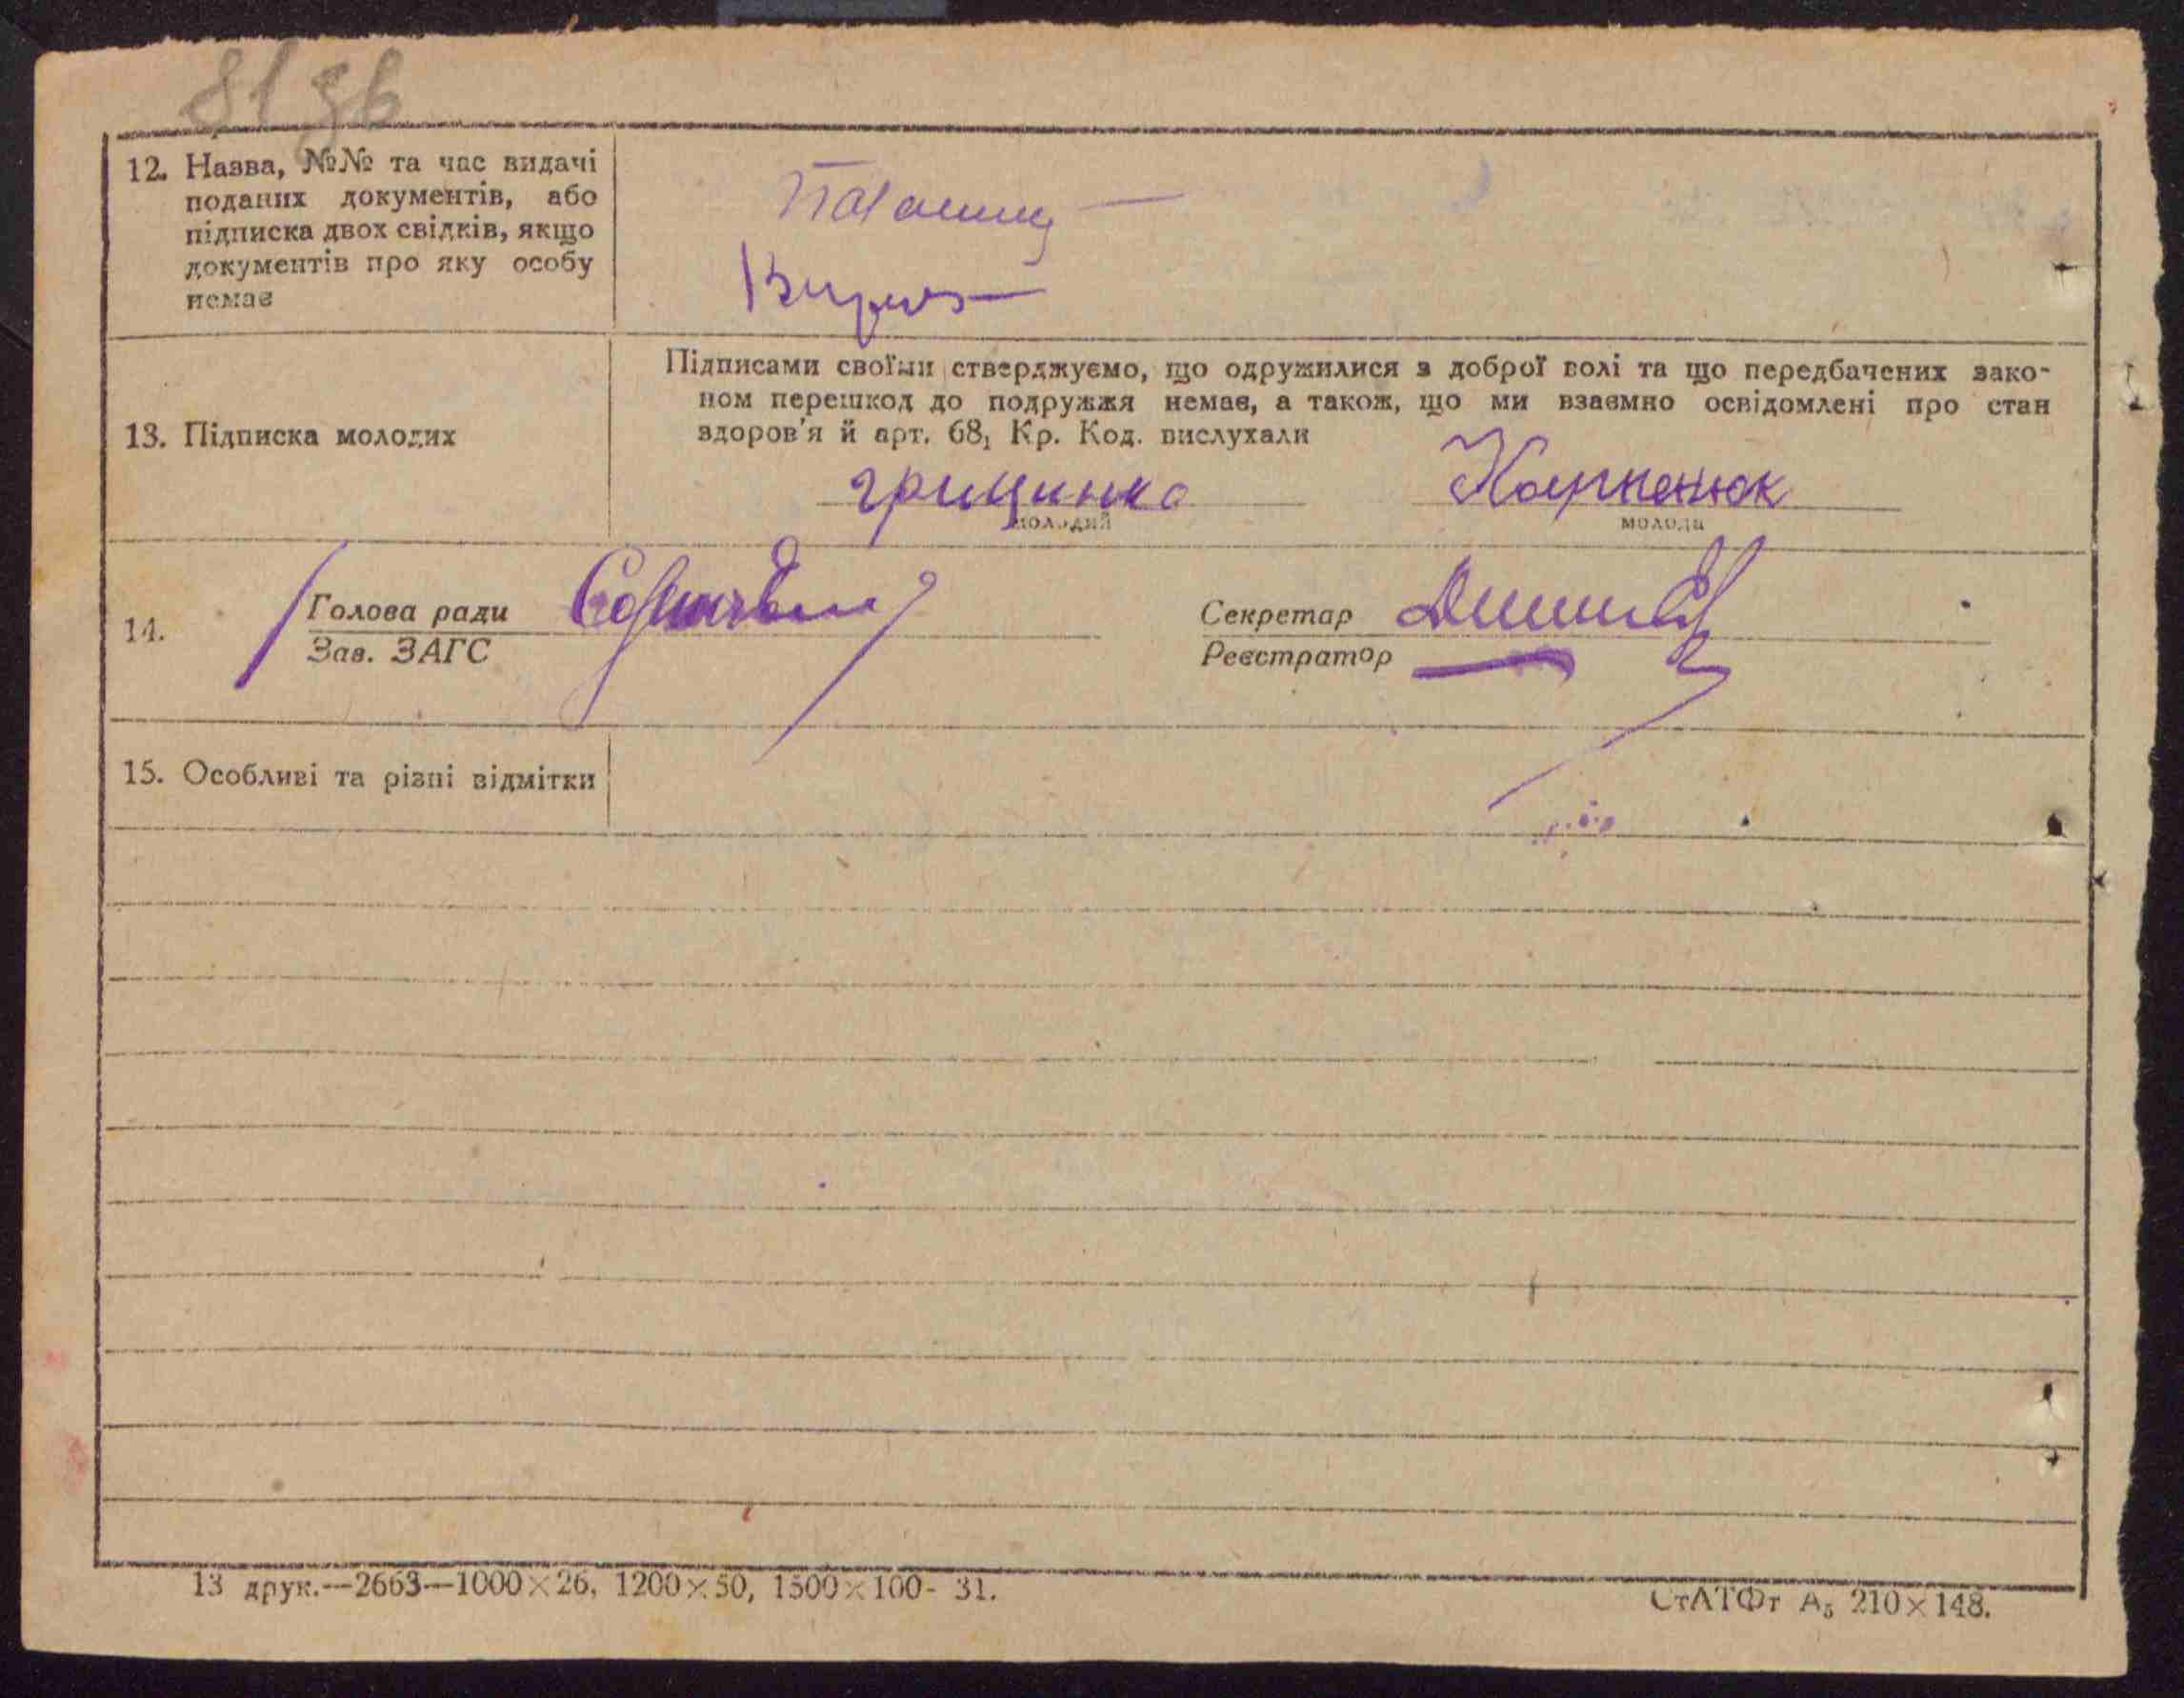 81 зв
12. Назва, №№ та час видачі
поданих документів, або
підписка двох свідків, якщо
документів про яку особу
немає
13. Підписка молодих
Підписами своїми стверджуємо, що одружилися з доброї волі та що передбачених зако-
ном перешкод до подружжя немає, а також, що ми взаємно освідомлені про стан
здоров'я й арт. 68₁ Кр. Код. вислухали
грищинко
Карпенюк
молодий
молода
14.
Голова ради
Зав. ЗАГС
Секретар
Реєстратор
15. Особливі та різні відмітки
13 друк.—2663—1000×26, 1200×50, 1500×100- 31.
СтАТФт А₅ 210×148.